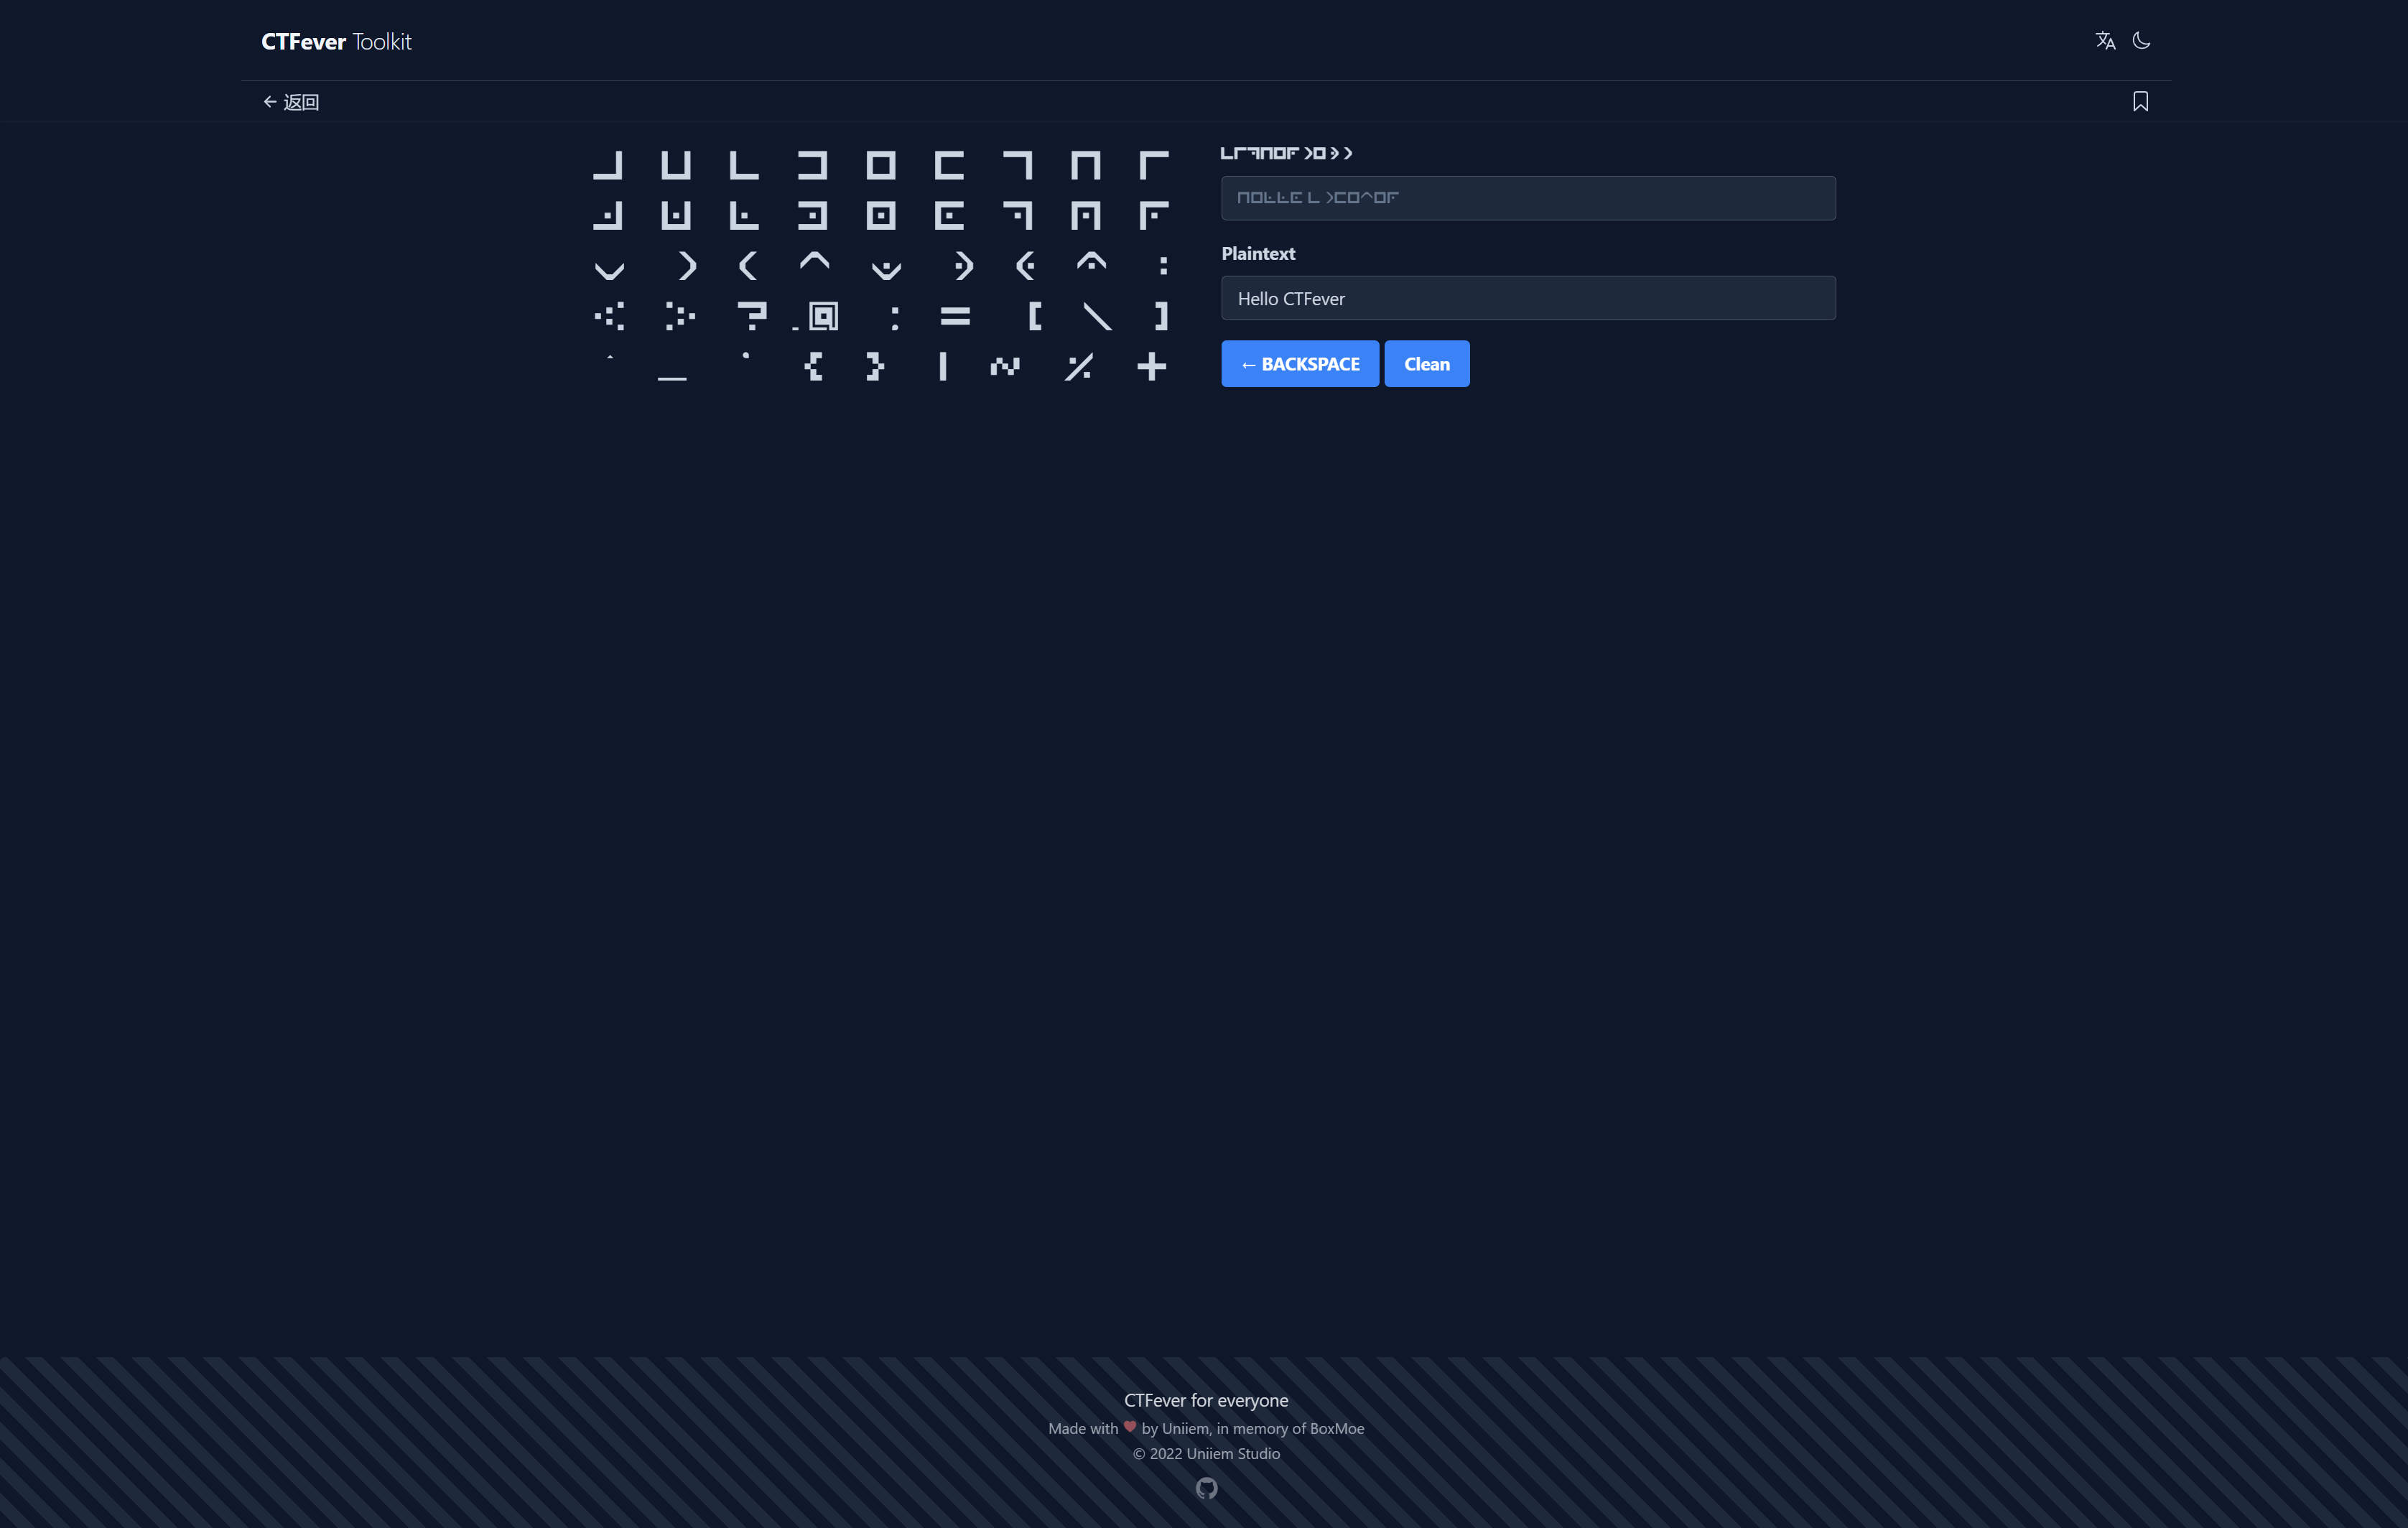 CTFever Toolkit
← 返回
Plaintext
Hello CTFever
← BACKSPACE
Clean
CTFever for everyone
Made with ❤ by Uniiem, in memory of BoxMoe
© 2022 Uniiem Studio